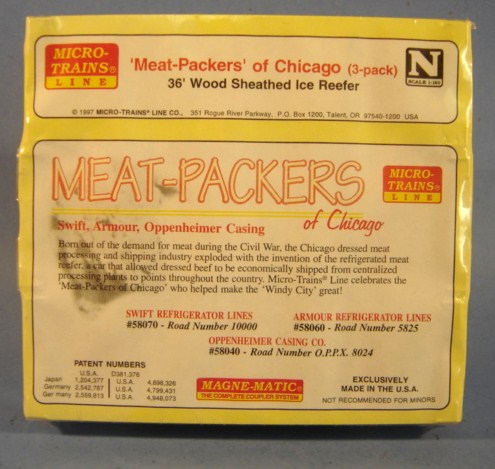 MICRO-
TRAINS®
LINE
'Meat-Packers' of Chicago (3-pack)
36' Wood Sheathed Ice Reefer
N
SCALE 1:160
© 1997 MICRO-TRAINS® LINE CO., 351 Rogue River Parkway, P.O. Box 1200, Talent, OR 97540-1200 USA
MEAT-PACKERS
of Chicago
MICRO-
TRAINS®
LINE
Swift, Armour, Oppenheimer Casing
Born out of the demand for meat during the Civil War, the Chicago dressed meat
processing and shipping industry exploded with the invention of the refrigerated meat
reefer, a car that allowed dressed beef to be economically shipped from centralized
processing plants to points throughout the country. Micro-Trains® Line celebrates the
'Meat-Packers of Chicago' who helped make the 'Windy City' great!
SWIFT REFRIGERATOR LINES
#58070 - Road Number 10000
ARMOUR REFRIGERATOR LINES
#58060 - Road Number 5825
OPPENHEIMER CASING CO.
#58040 - Road Number O.P.P.X. 8024
PATENT NUMBERS
U.S.A. D381,376
Japan 1,204,377 U.S.A. 4,898,326
Germany 2,542,787 U.S.A. 4,799,431
Germany 2,559,813 U.S.A. 4,948,073
MAGNE-MATIC®
THE COMPLETE COUPLER SYSTEM
EXCLUSIVELY
MADE IN THE U.S.A.
NOT RECOMMENDED FOR MINORS